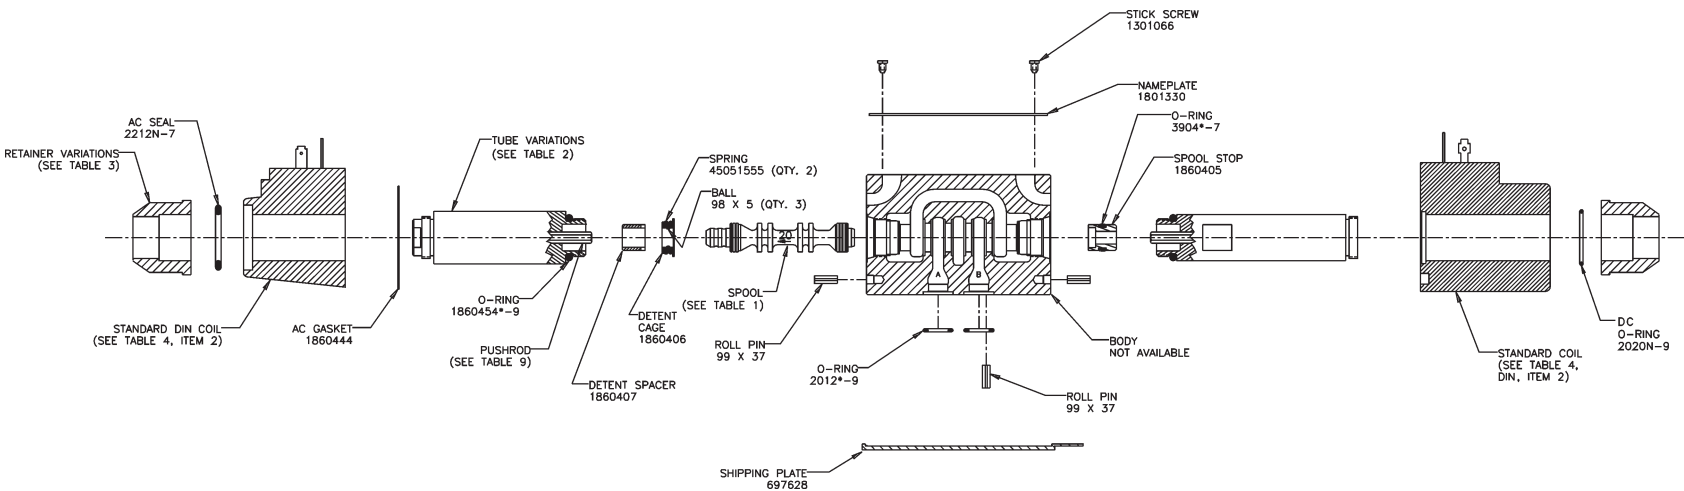 STICK SCREW
1301066
NAMEPLATE
1801330
O-RING
3904*-7
SPOOL STOP
1860405
AC SEAL
2212N-7
RETAINER VARIATIONS
(SEE TABLE 3)
TUBE VARIATIONS
(SEE TABLE 2)
SPRING
45051555 (QTY. 2)
BALL
98 X 5 (QTY. 3)
20
A
B
STANDARD DIN COIL
(SEE TABLE 4, ITEM 2)
AC GASKET
1860444
O-RING
1860454*-9
PUSHROD
(SEE TABLE 9)
DETENT SPACER
1860407
DETENT
CAGE
1860406
SPOOL
(SEE TABLE 1)
ROLL PIN
99 X 37
O-RING
2012*-9
ROLL PIN
99 X 37
BODY
NOT AVAILABLE
STANDARD COIL
(SEE TABLE 4,
DIN, ITEM 2)
DC
O-RING
2020N-9
SHIPPING PLATE
697628